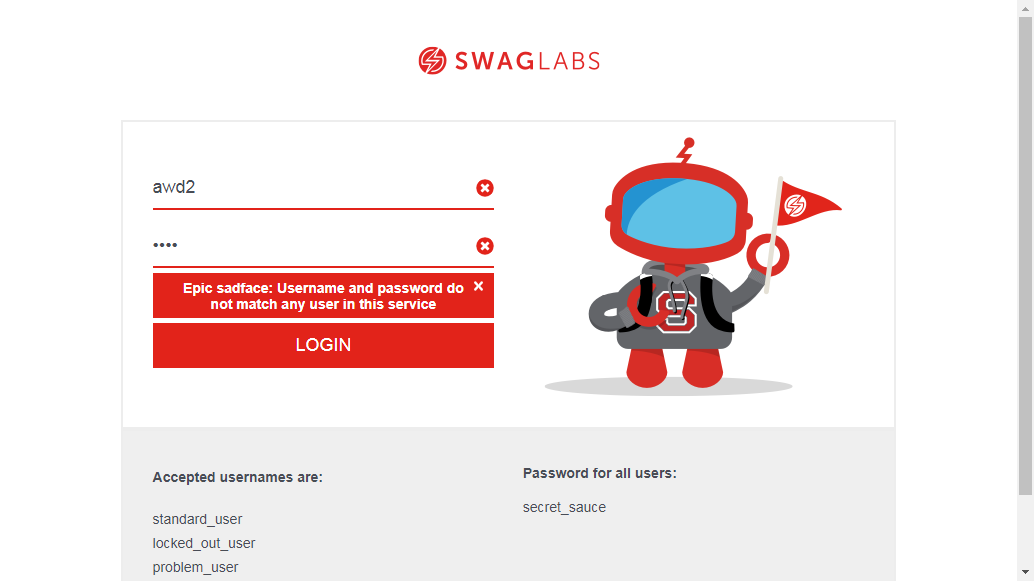 SWAGLABS
awd2
••••
Epic sadface: Username and password do
not match any user in this service
LOGIN
S
Accepted usernames are:
standard_user
locked_out_user
problem_user
Password for all users:
secret_sauce